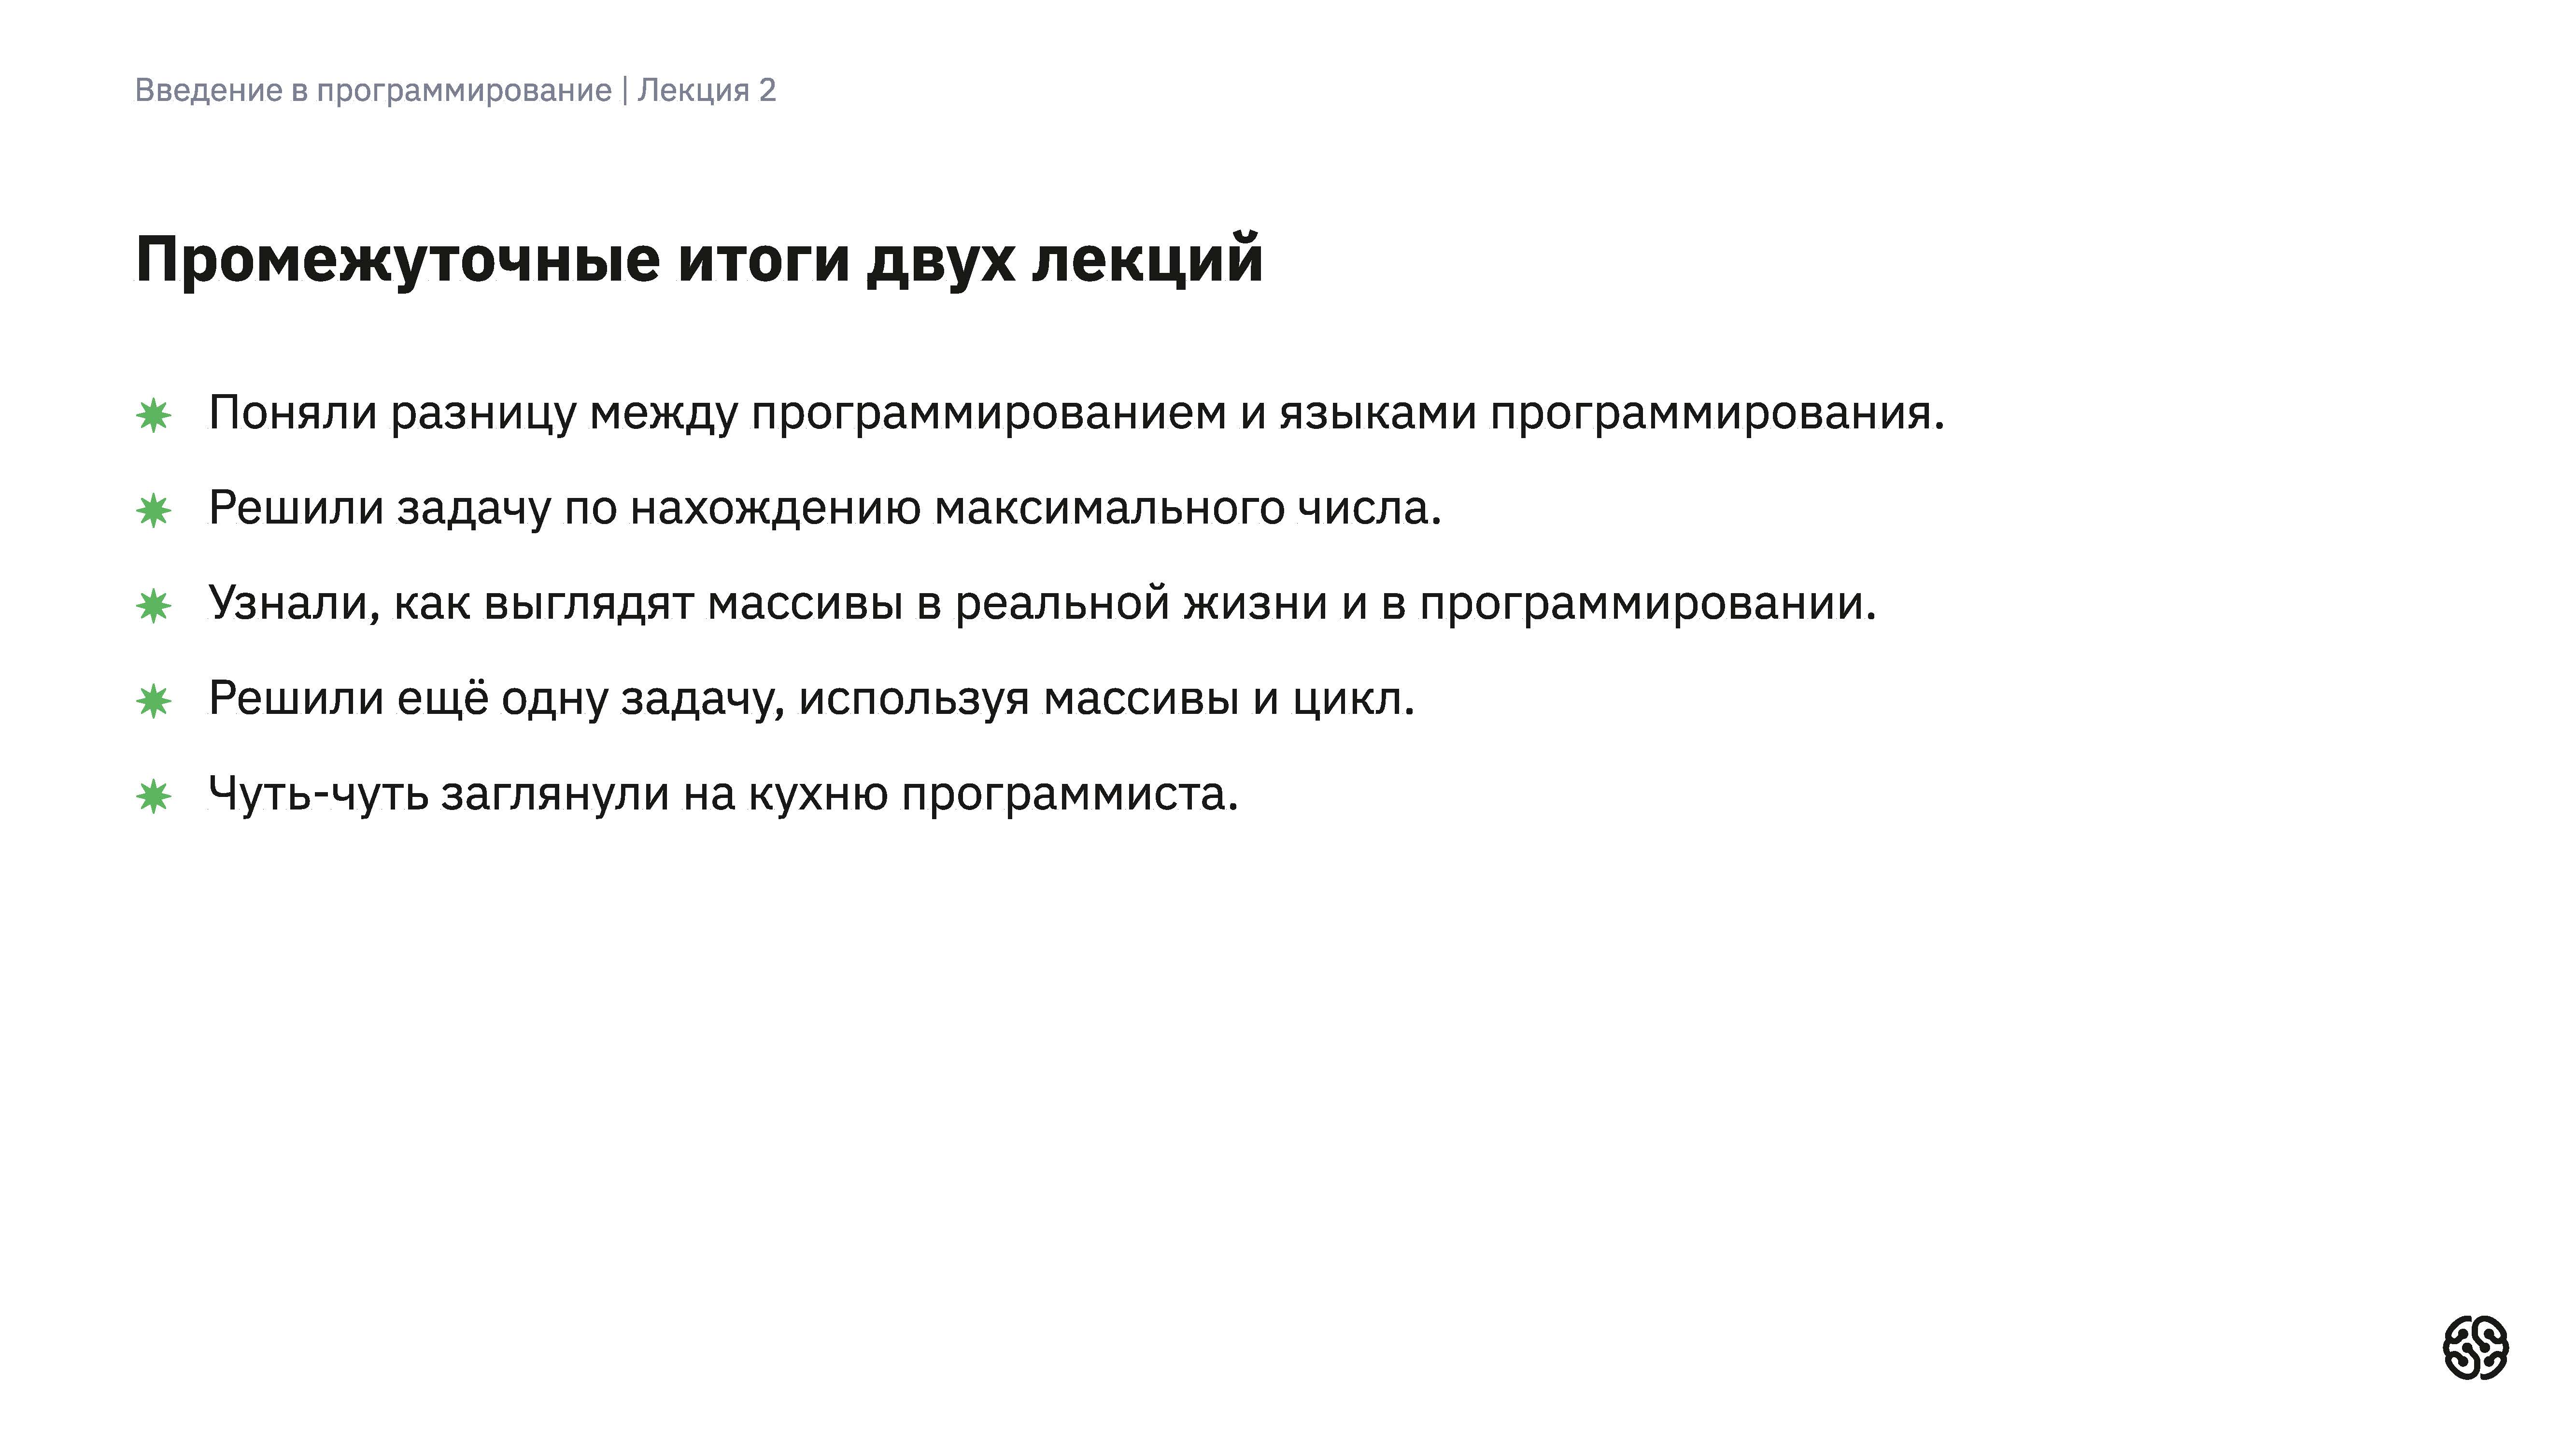 Введение в программирование | Лекция 2
Промежуточные итоги двух лекций
Поняли разницу между программированием и языками программирования.
Решили задачу по нахождению максимального числа.
Узнали, как выглядят массивы в реальной жизни и в программировании.
Решили ещё одну задачу, используя массивы и цикл.
Чуть-чуть заглянули на кухню программиста.